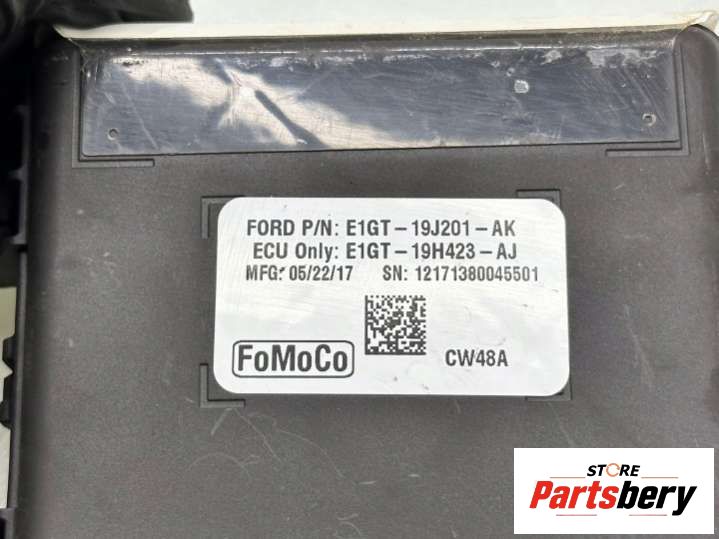 FORD P/N: E1GT-19J201-AK
ECU Only: E1GT-19H423-AJ
MFG: 05/22/17 SN: 12171380045501
FoMoCo CW48A
STORE
Partsbery